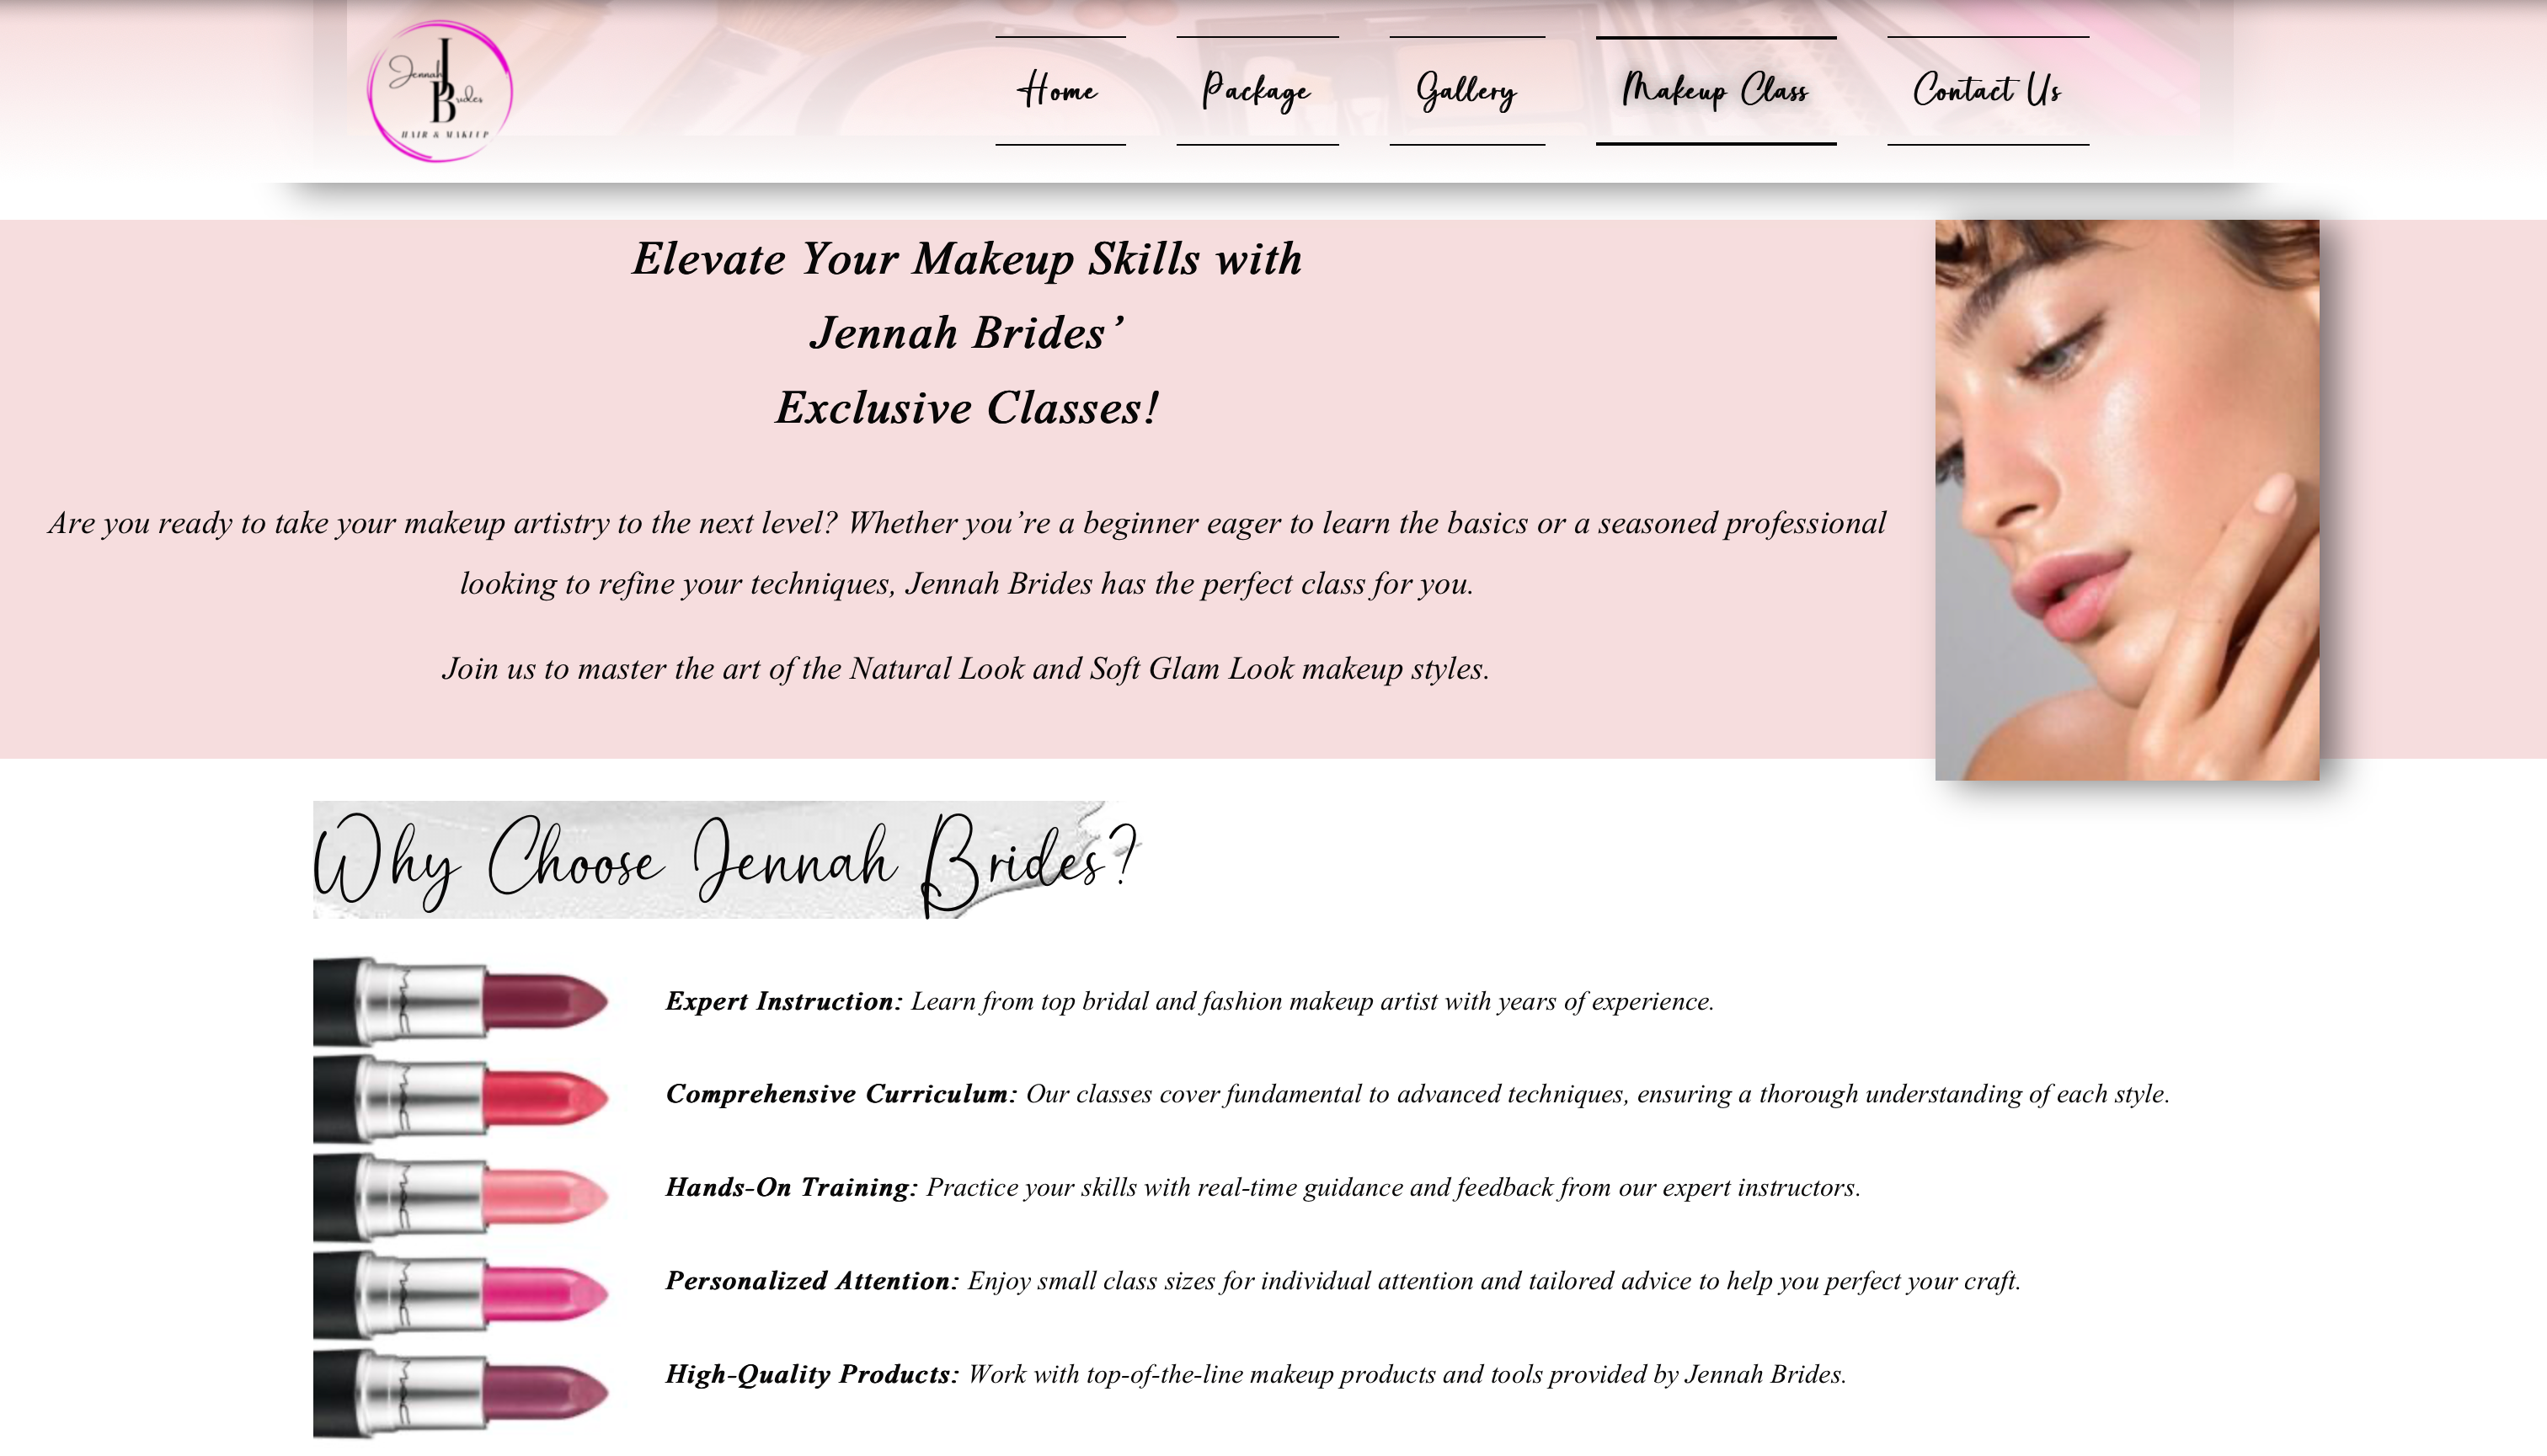 Jennah
JB
Brides
HAIR & MAKEUP
Home
Package
Gallery
Makeup Class
Contact Us
Elevate Your Makeup Skills with
Jennah Brides’
Exclusive Classes!
Are you ready to take your makeup artistry to the next level? Whether you’re a beginner eager to learn the basics or a seasoned professional
looking to refine your techniques, Jennah Brides has the perfect class for you.
Join us to master the art of the Natural Look and Soft Glam Look makeup styles.
Why Choose Jennah Brides?
MAC
Expert Instruction: Learn from top bridal and fashion makeup artist with years of experience.
MAC
Comprehensive Curriculum: Our classes cover fundamental to advanced techniques, ensuring a thorough understanding of each style.
MAC
Hands-On Training: Practice your skills with real-time guidance and feedback from our expert instructors.
MAC
Personalized Attention: Enjoy small class sizes for individual attention and tailored advice to help you perfect your craft.
MAC
High-Quality Products: Work with top-of-the-line makeup products and tools provided by Jennah Brides.